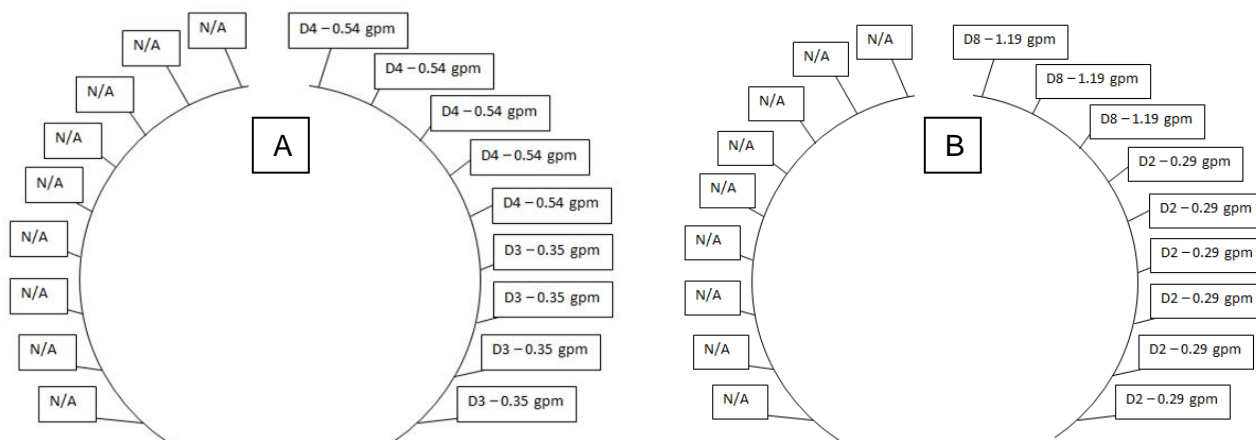 N/A
D4 – 0.54 gpm
N/A
D4 – 0.54 gpm
N/A
D4 – 0.54 gpm
N/A
D4 – 0.54 gpm
N/A
D4 – 0.54 gpm
N/A
D3 – 0.35 gpm
N/A
D3 – 0.35 gpm
N/A
D3 – 0.35 gpm
N/A
D3 – 0.35 gpm
A
N/A
D8 – 1.19 gpm
N/A
D8 – 1.19 gpm
N/A
D8 – 1.19 gpm
N/A
D2 – 0.29 gpm
N/A
D2 – 0.29 gpm
N/A
D2 – 0.29 gpm
N/A
D2 – 0.29 gpm
N/A
D2 – 0.29 gpm
N/A
D2 – 0.29 gpm
B